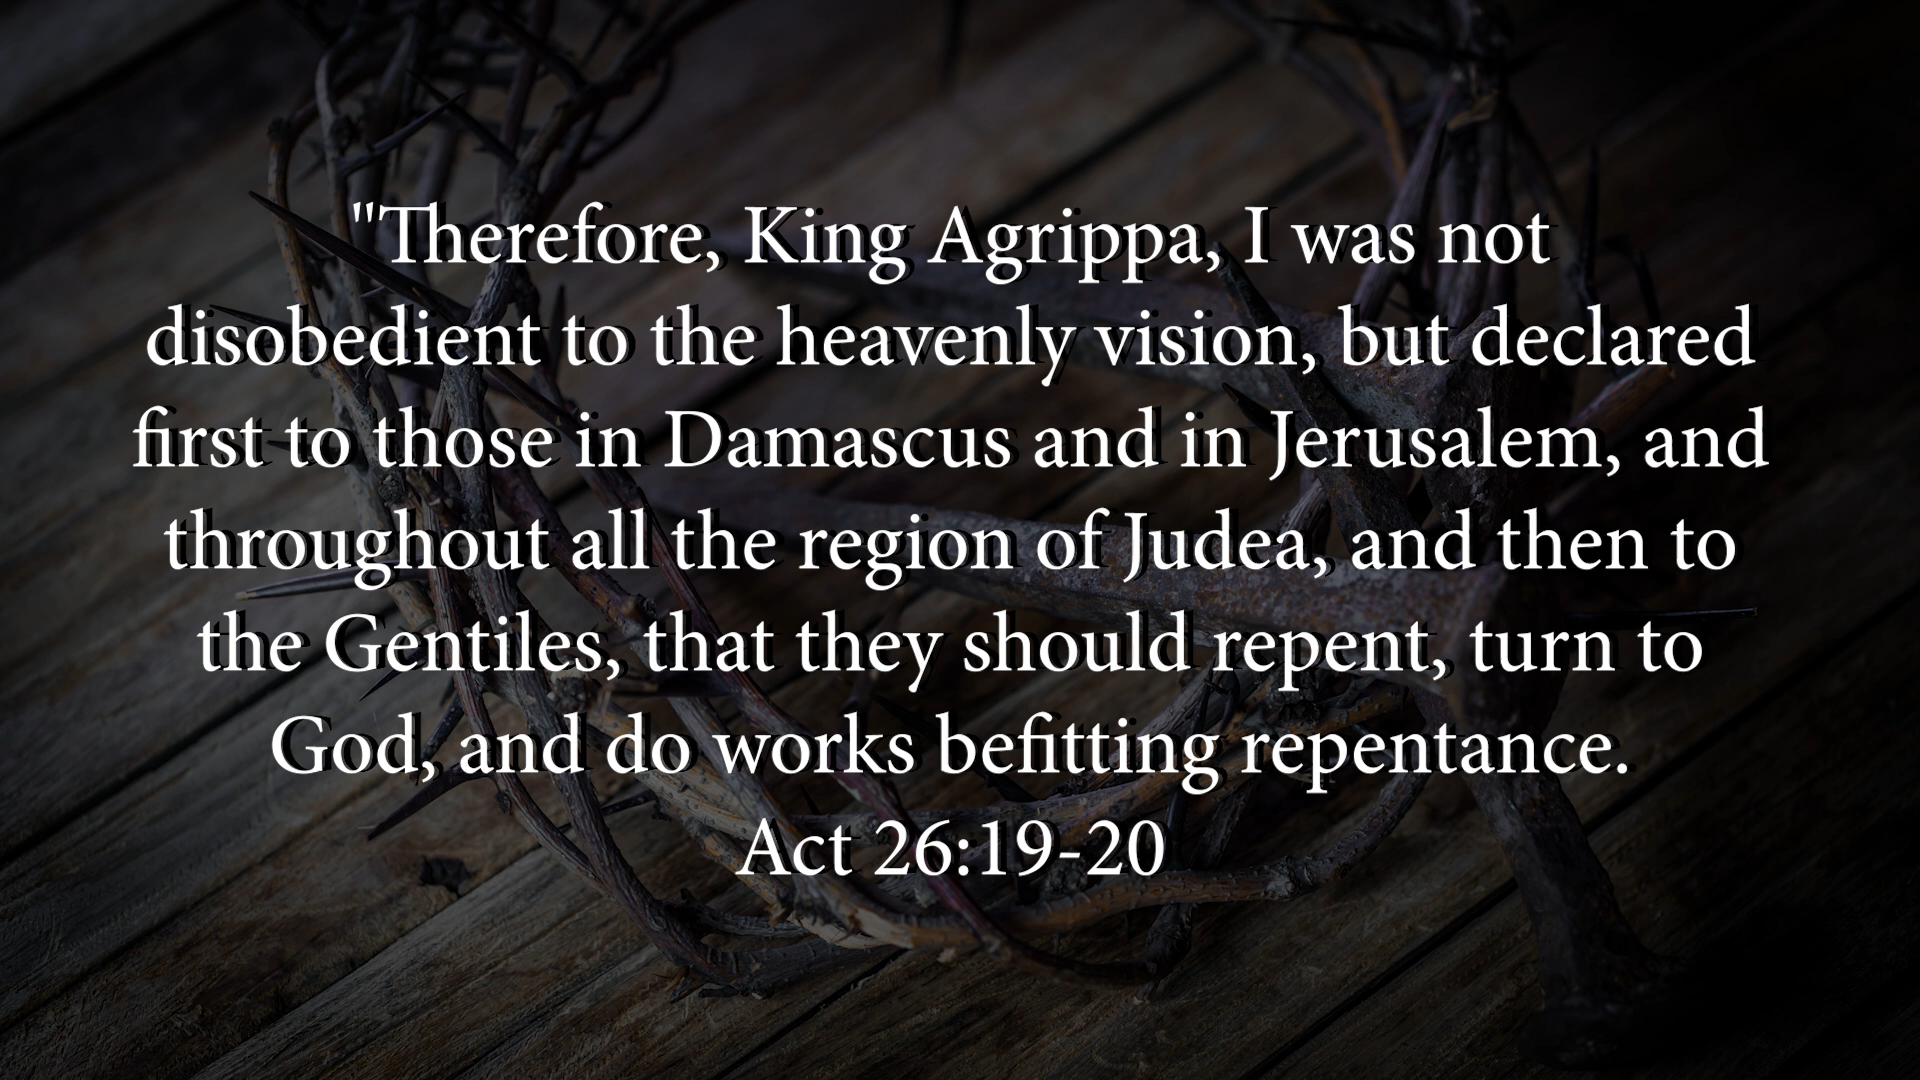 "Therefore, King Agrippa, I was not
disobedient to the heavenly vision, but declared
first to those in Damascus and in Jerusalem, and
throughout all the region of Judea, and then to
the Gentiles, that they should repent, turn to
God, and do works befitting repentance.
Act 26:19-20